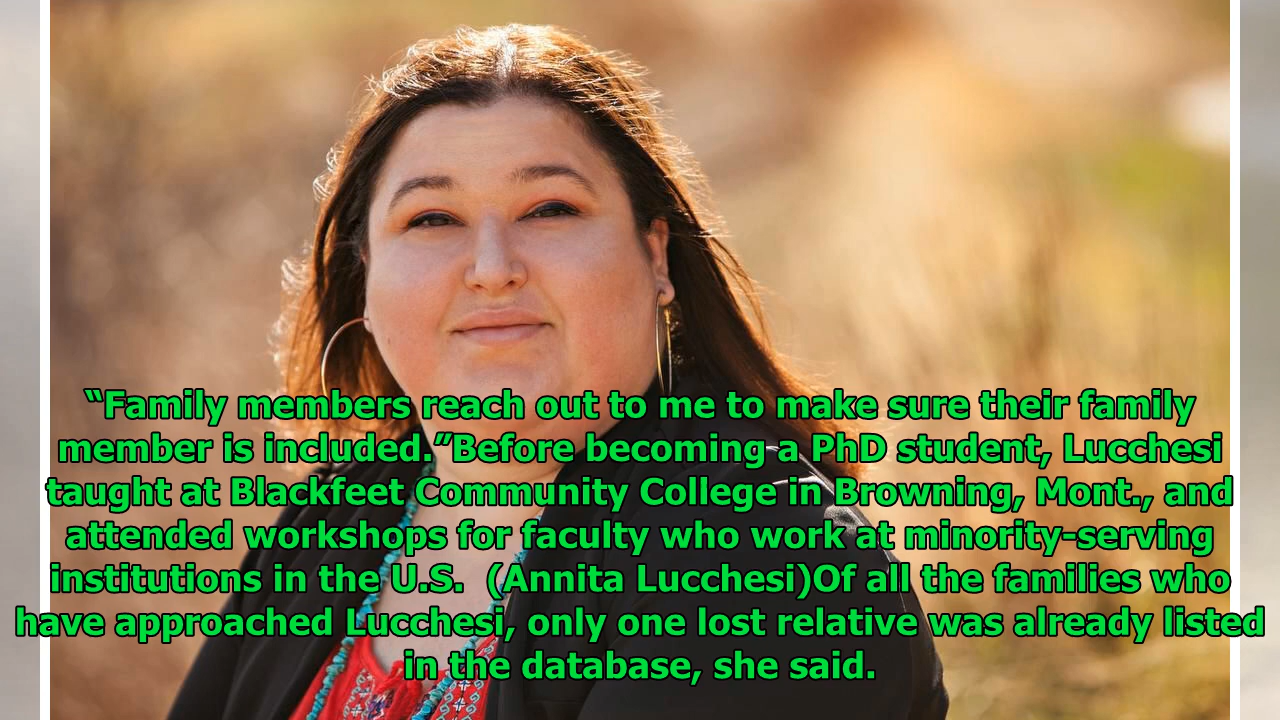 “Family members reach out to me to make sure their family
member is included.”Before becoming a PhD student, Lucchesi
taught at Blackfeet Community College in Browning, Mont., and
attended workshops for faculty who work at minority-serving
institutions in the U.S.  (Annita Lucchesi)Of all the families who
have approached Lucchesi, only one lost relative was already listed
in the database, she said.